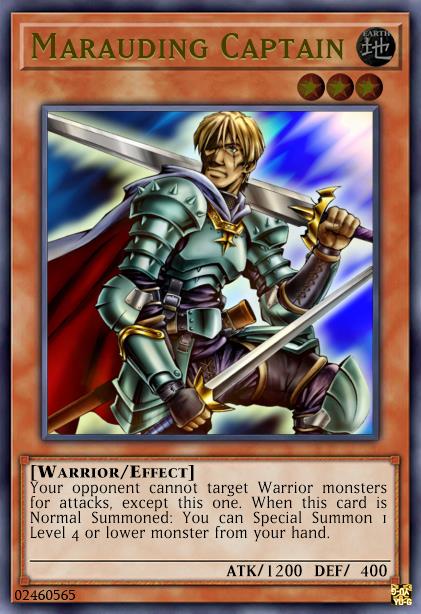 MARAUDING CAPTAIN
EARTH
地
[WARRIOR/EFFECT]
Your opponent cannot target Warrior monsters
for attacks, except this one. When this card is
Normal Summoned: You can Special Summon 1
Level 4 or lower monster from your hand.
ATK/1200 DEF/ 400
02460565